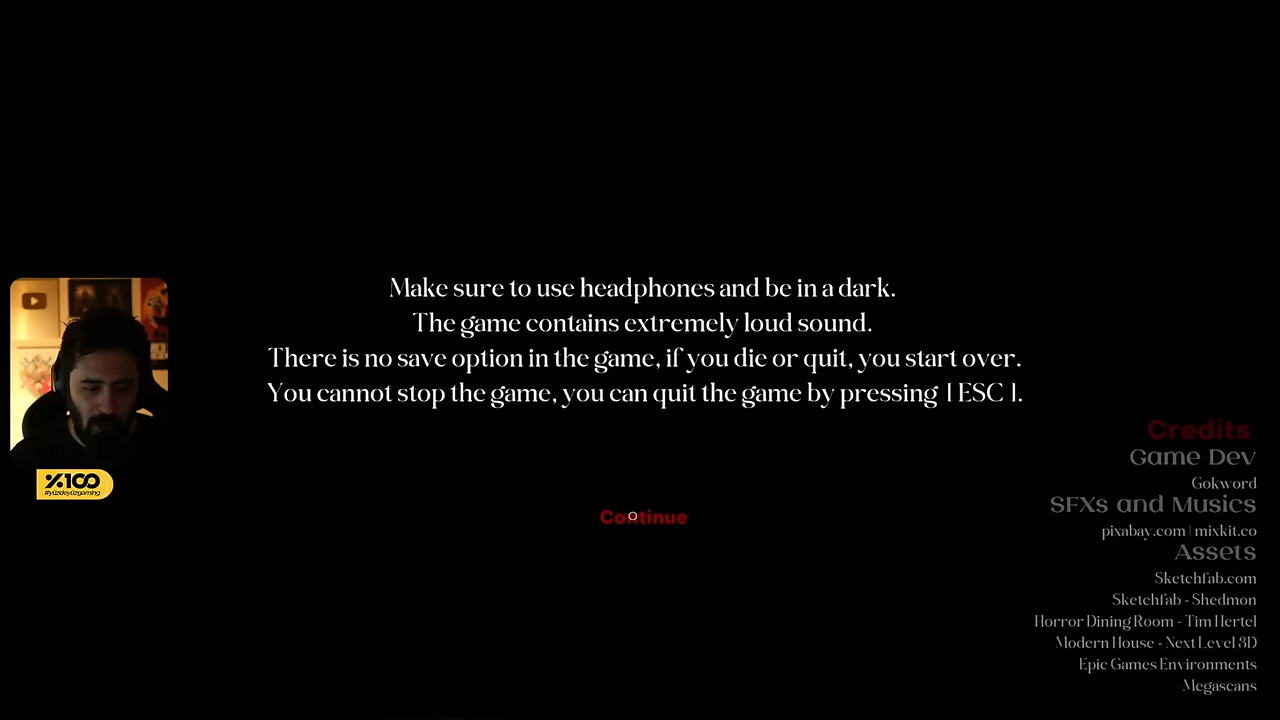 Make sure to use headphones and be in a dark.
The game contains extremely loud sound.
There is no save option in the game, if you die or quit, you start over.
You cannot stop the game, you can quit the game by pressing [ ESC ].
%100
#yüzdeyüzgaming
Continue
Credits
Game Dev
Gokword
SFXs and Musics
pixabay.com | mixkit.co
Assets
Sketchfab.com
Sketchfab - Shedmon
Horror Dining Room - Tim Hertel
Modern House - Next Level 3D
Epic Games Environments
Megascans